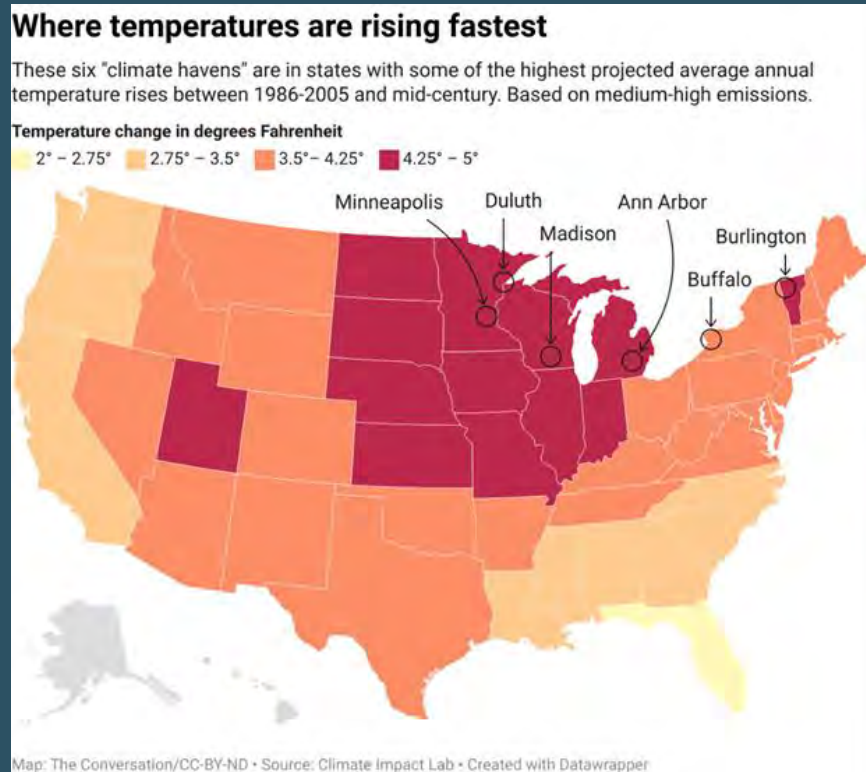 Where temperatures are rising fastest
These six "climate havens" are in states with some of the highest projected average annual
temperature rises between 1986-2005 and mid-century. Based on medium-high emissions.
Temperature change in degrees Fahrenheit
2° – 2.75° 2.75° – 3.5° 3.5°– 4.25° 4.25° – 5°
Minneapolis Duluth Ann Arbor
Madison
Burlington
Buffalo
Map: The Conversation/CC-BY-ND • Source: Climate Impact Lab • Created with Datawrapper